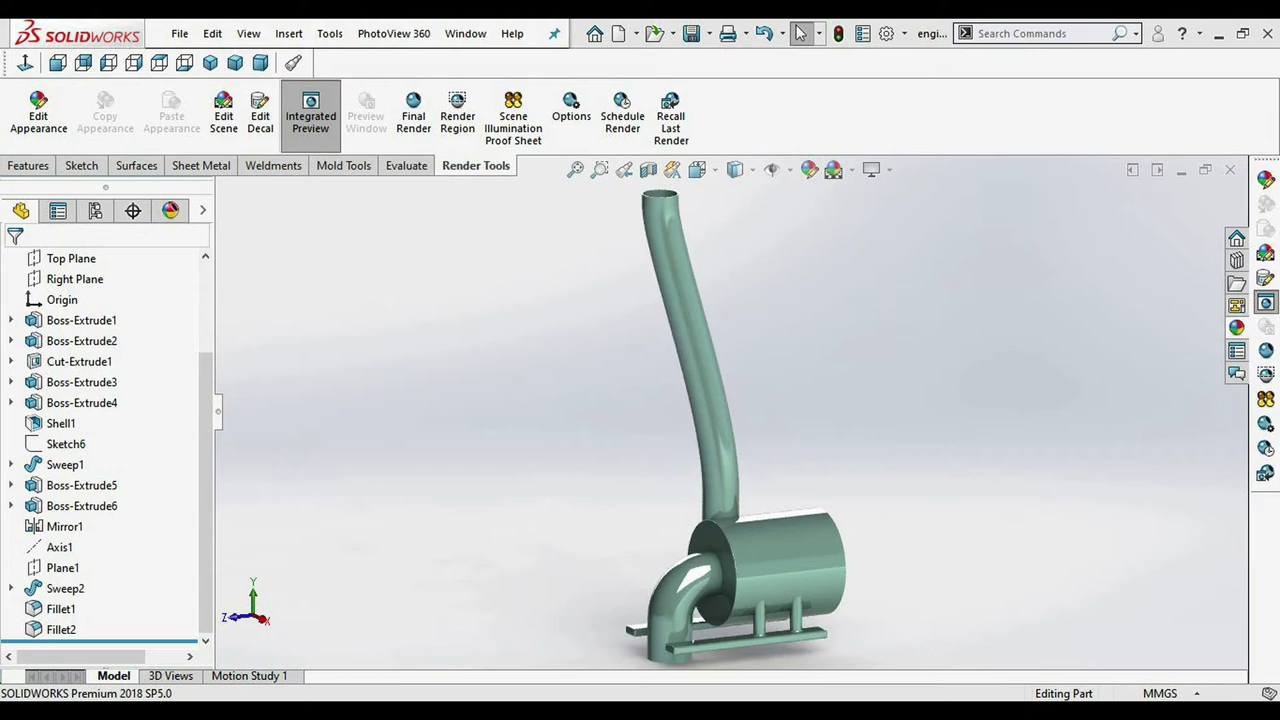 SOLIDWORKS File Edit View Insert Tools PhotoView 360 Window Help engi... Search Commands ?
Edit Appearance
Copy Appearance
Paste Appearance
Edit Scene
Edit Decal
Integrated Preview
Preview Window
Final Render
Render Region
Scene Illumination Proof Sheet
Options
Schedule Render
Recall Last Render
Features Sketch Surfaces Sheet Metal Weldments Mold Tools Evaluate Render Tools
Top Plane
Right Plane
Origin
Boss-Extrude1
Boss-Extrude2
Cut-Extrude1
Boss-Extrude3
Boss-Extrude4
Shell1
Sketch6
Sweep1
Boss-Extrude5
Boss-Extrude6
Mirror1
Axis1
Plane1
Sweep2
Fillet1
Fillet2
Y
Z
X
Model 3D Views Motion Study 1
SOLIDWORKS Premium 2018 SP5.0 Editing Part MMGS